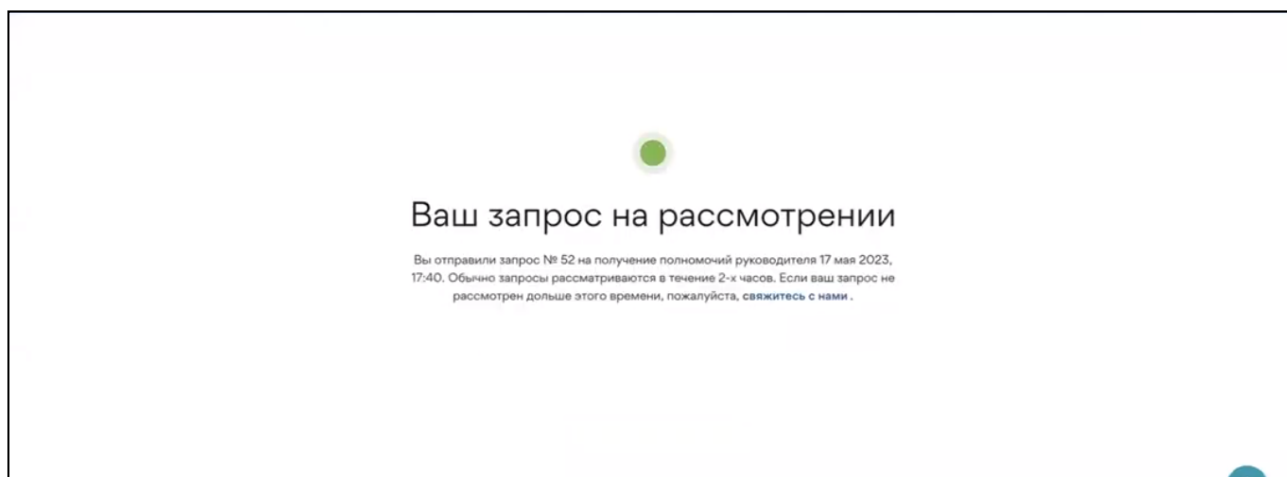 Ваш запрос на рассмотрении
Вы отправили запрос № 52 на получение полномочий руководителя 17 мая 2023,
17:40. Обычно запросы рассматриваются в течение 2-х часов. Если ваш запрос не
рассмотрен дольше этого времени, пожалуйста, свяжитесь с нами .